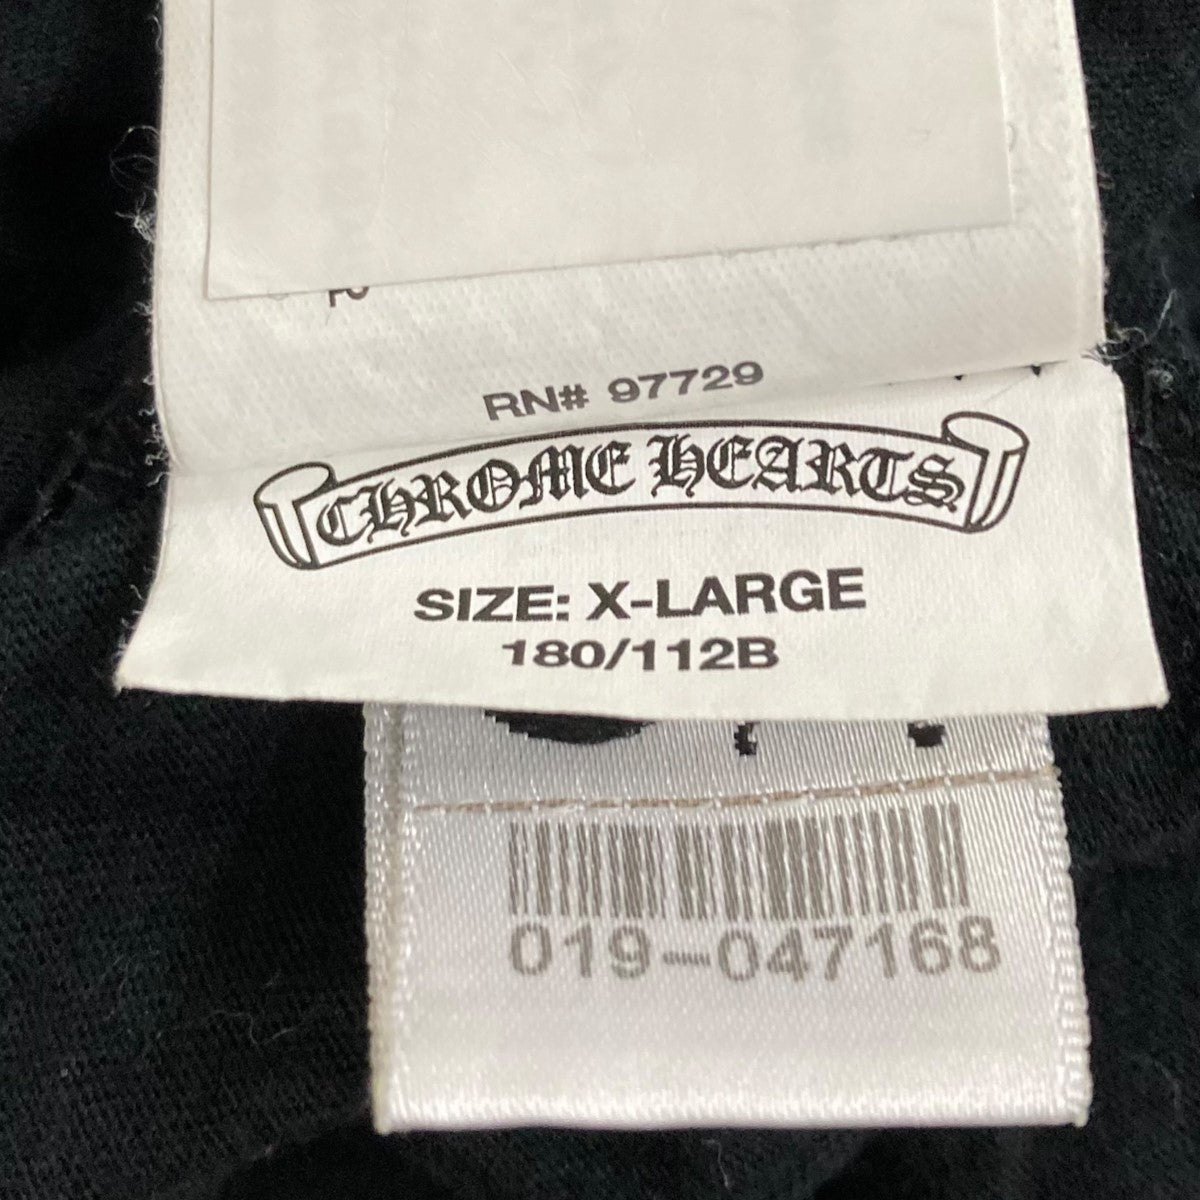 RN# 97729
CHROME HEARTS
SIZE: X-LARGE
180/112B
019-047168